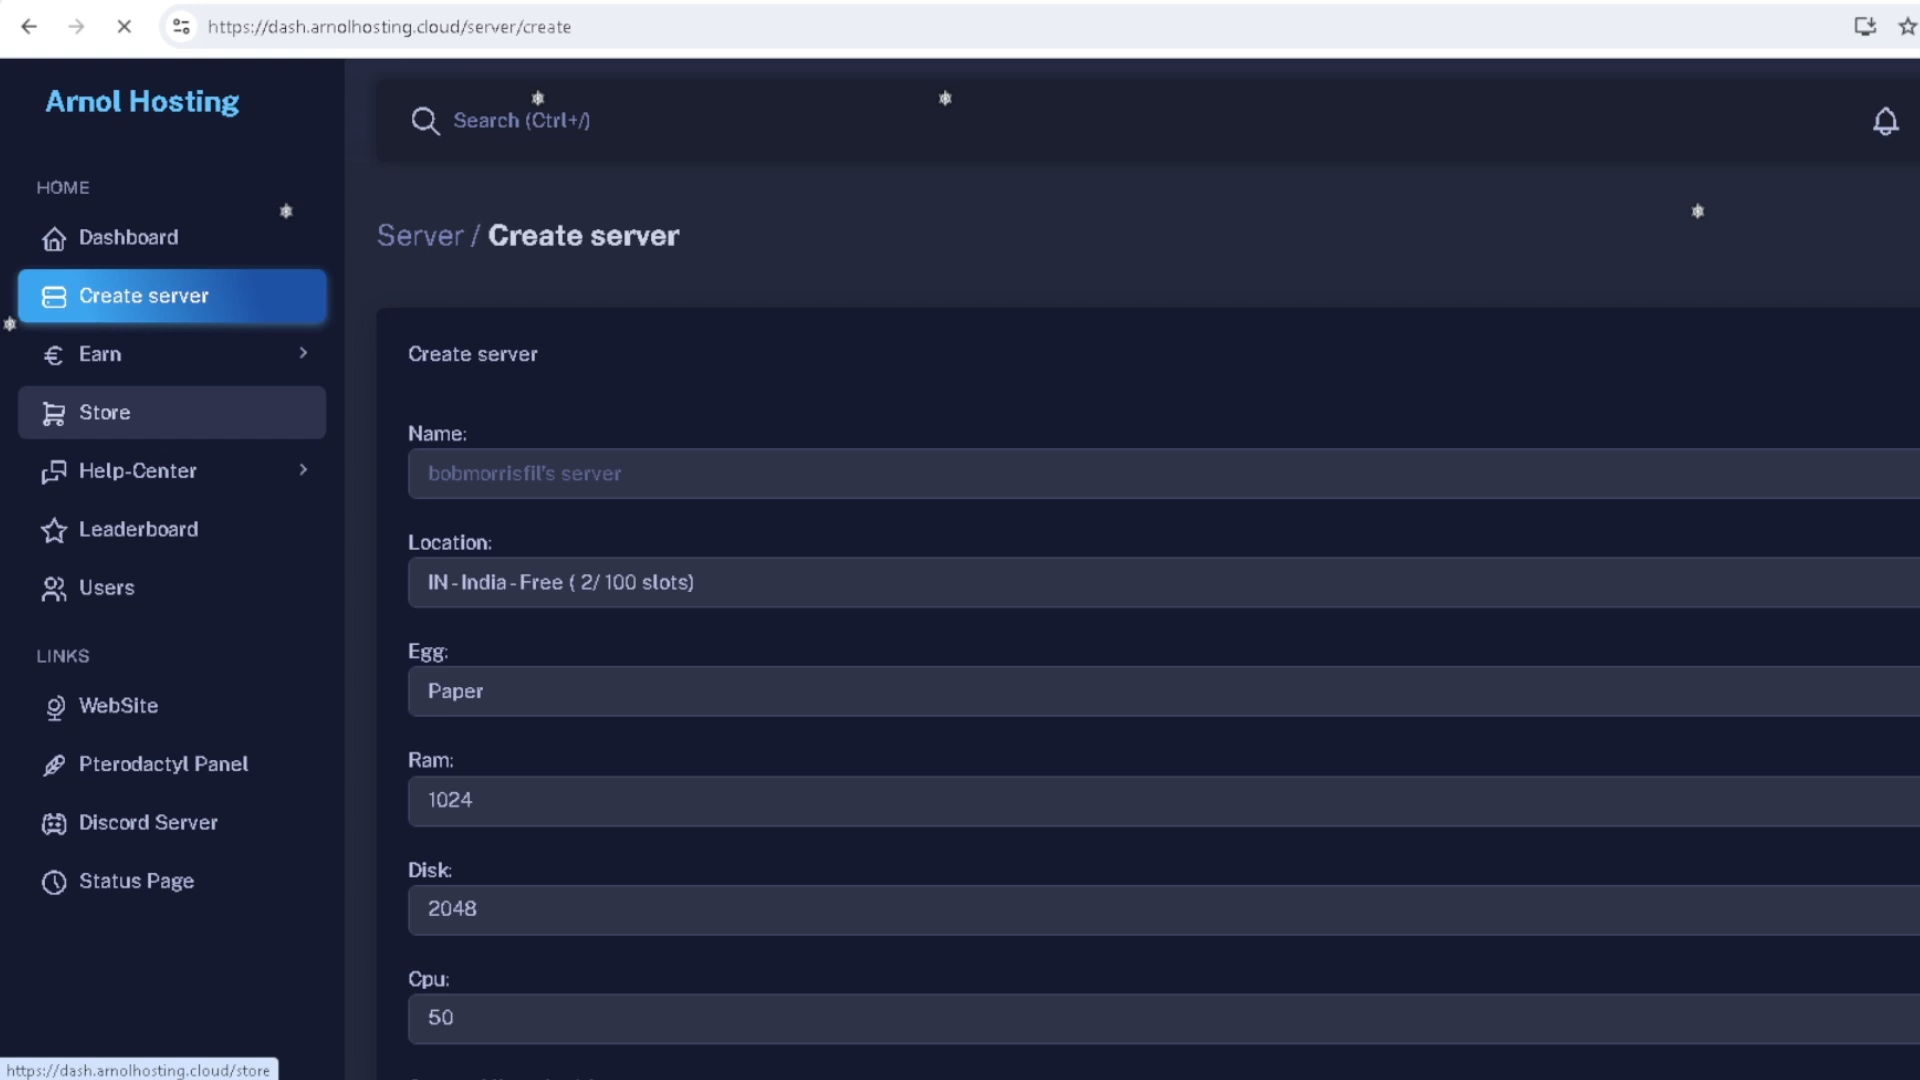 https://dash.arnolhosting.cloud/server/create
Arnol Hosting
Search (Ctrl+/)
HOME
Dashboard
Create server
Earn
Store
Help-Center
Leaderboard
Users
LINKS
WebSite
Pterodactyl Panel
Discord Server
Status Page
Server / Create server
Create server
Name:
bobmorrisfil's server
Location:
IN - India - Free ( 2/ 100 slots)
Egg:
Paper
Ram:
1024
Disk:
2048
Cpu:
50
https://dash.arnolhosting.cloud/store